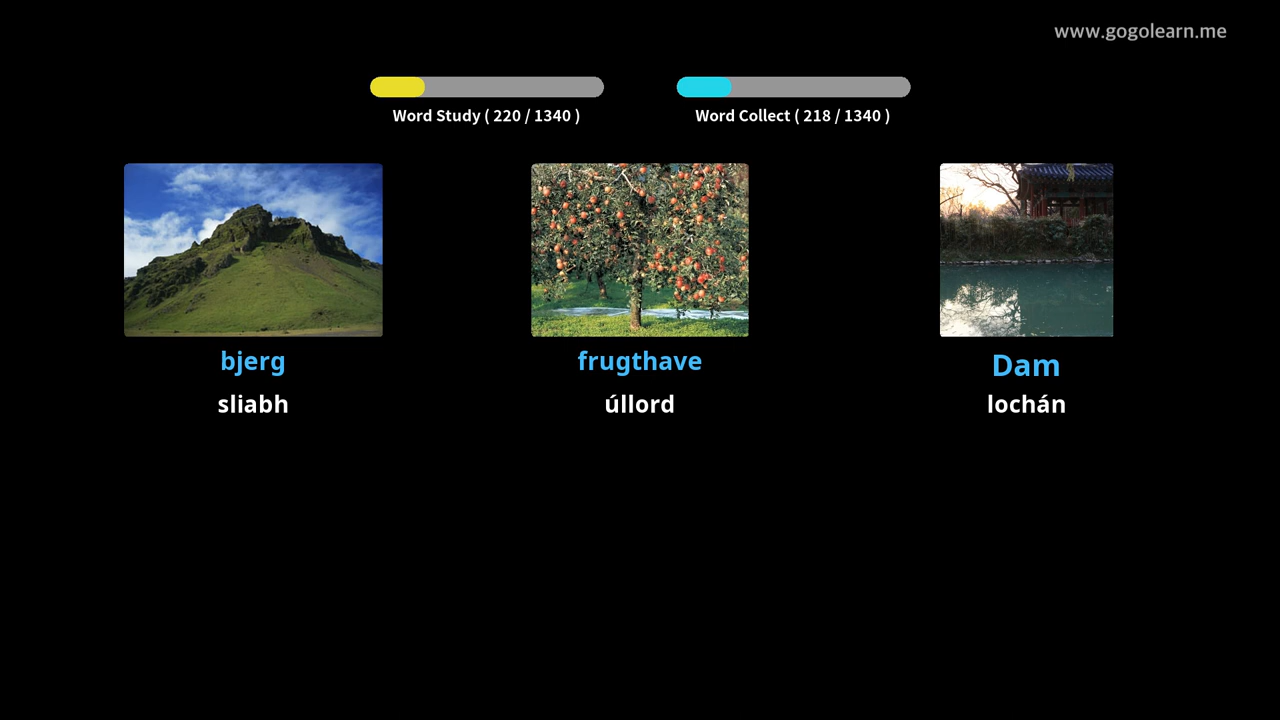 www.gogolearn.me
Word Study ( 220 / 1340 )
Word Collect ( 218 / 1340 )
bjerg
frugthave
Dam
sliabh
úllord
lochán